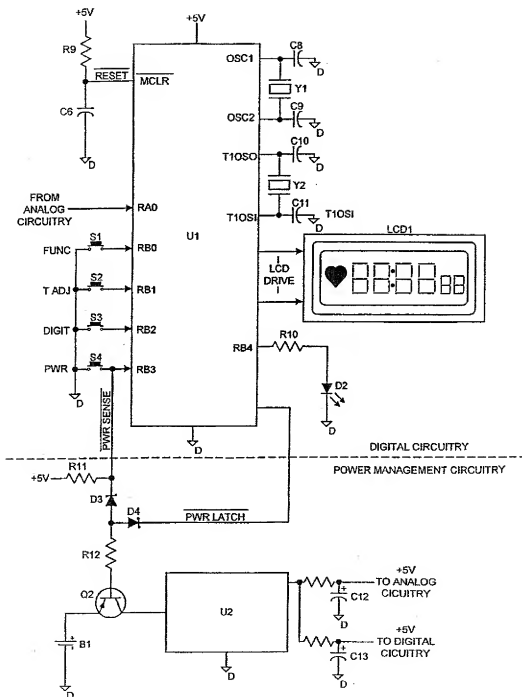 +5V
R9
RESET
MCLR
C6
D
+5V
OSC1
C8
D
Y1
OSC2
C9
D
T1OSO
C10
D
Y2
T1OSI
C11
D
T1OSI
FROM
ANALOG
CIRCUITRY
RA0
U1
FUNC
S1
RB0
T ADJ
S2
RB1
DIGIT
S3
RB2
PWR
S4
RB3
D
LCD
DRIVE
LCD1
88:88 88
RB4
R10
D2
D
D
PWR SENSE
DIGITAL CIRCUITRY
POWER MANAGEMENT CIRCUITRY
+5V
R11
D3
D4
PWR LATCH
R12
Q2
B1
+
D
U2
D
+5V
TO ANALOG
CICUITRY
+
C12
D
+5V
TO DIGITAL
CICUITRY
+
C13
D